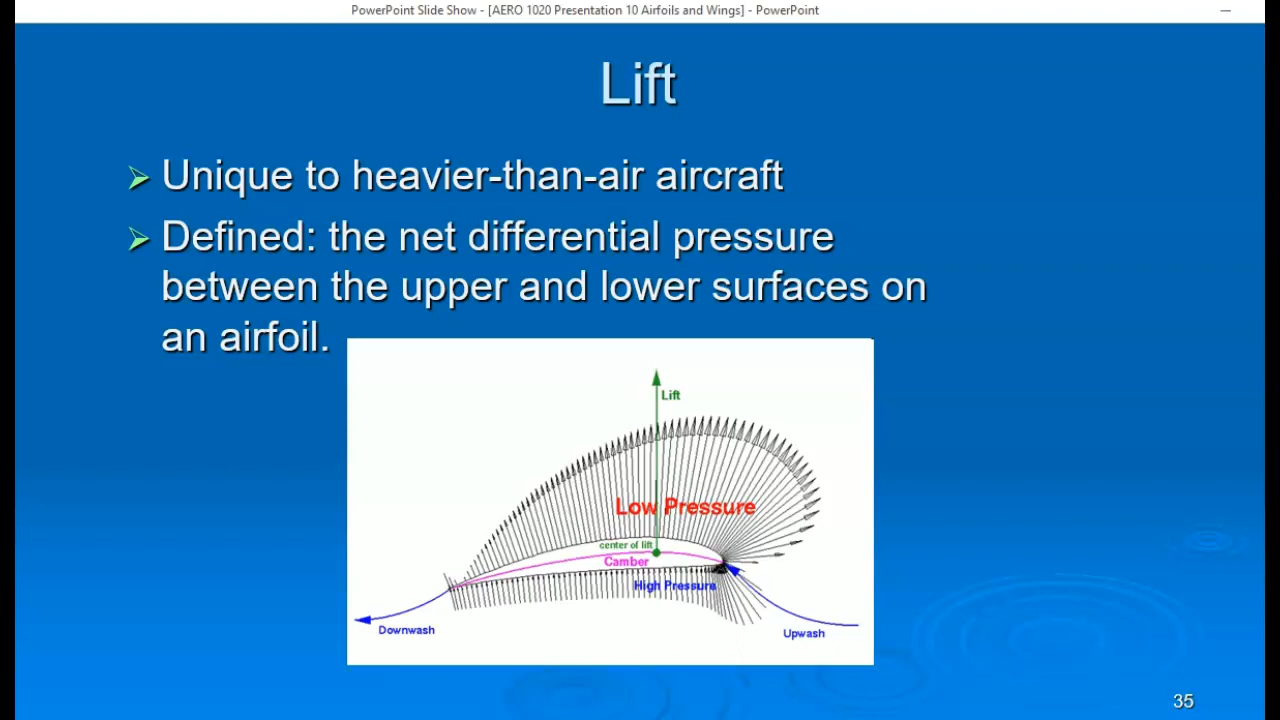 PowerPoint Slide Show - [AERO 1020 Presentation 10 Airfoils and Wings] - PowerPoint
Lift
Unique to heavier-than-air aircraft
Defined: the net differential pressure
between the upper and lower surfaces on
an airfoil.
Lift
Low Pressure
center of lift
Camber
High Pressure
Downwash
Upwash
35